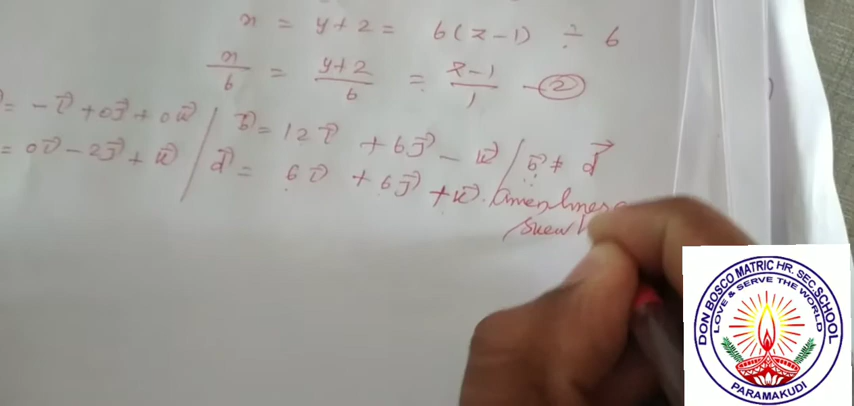 x = y+2 = 6(z-1) ÷ 6
x/6 = y+2/6 = z-1/1 - ②
= -i⃗ + 0j⃗ + 0k⃗ / b⃗ = 12i⃗ + 6j⃗ - k⃗ / b⃗ ≠ d⃗
= 0i⃗ - 2j⃗ + k⃗ / d⃗ = 6i⃗ + 6j⃗ + k⃗.
DON BOSCO MATRIC HR. SEC. SCHOOL
LOVE & SERVE THE WORLD
PARAMAKUDI